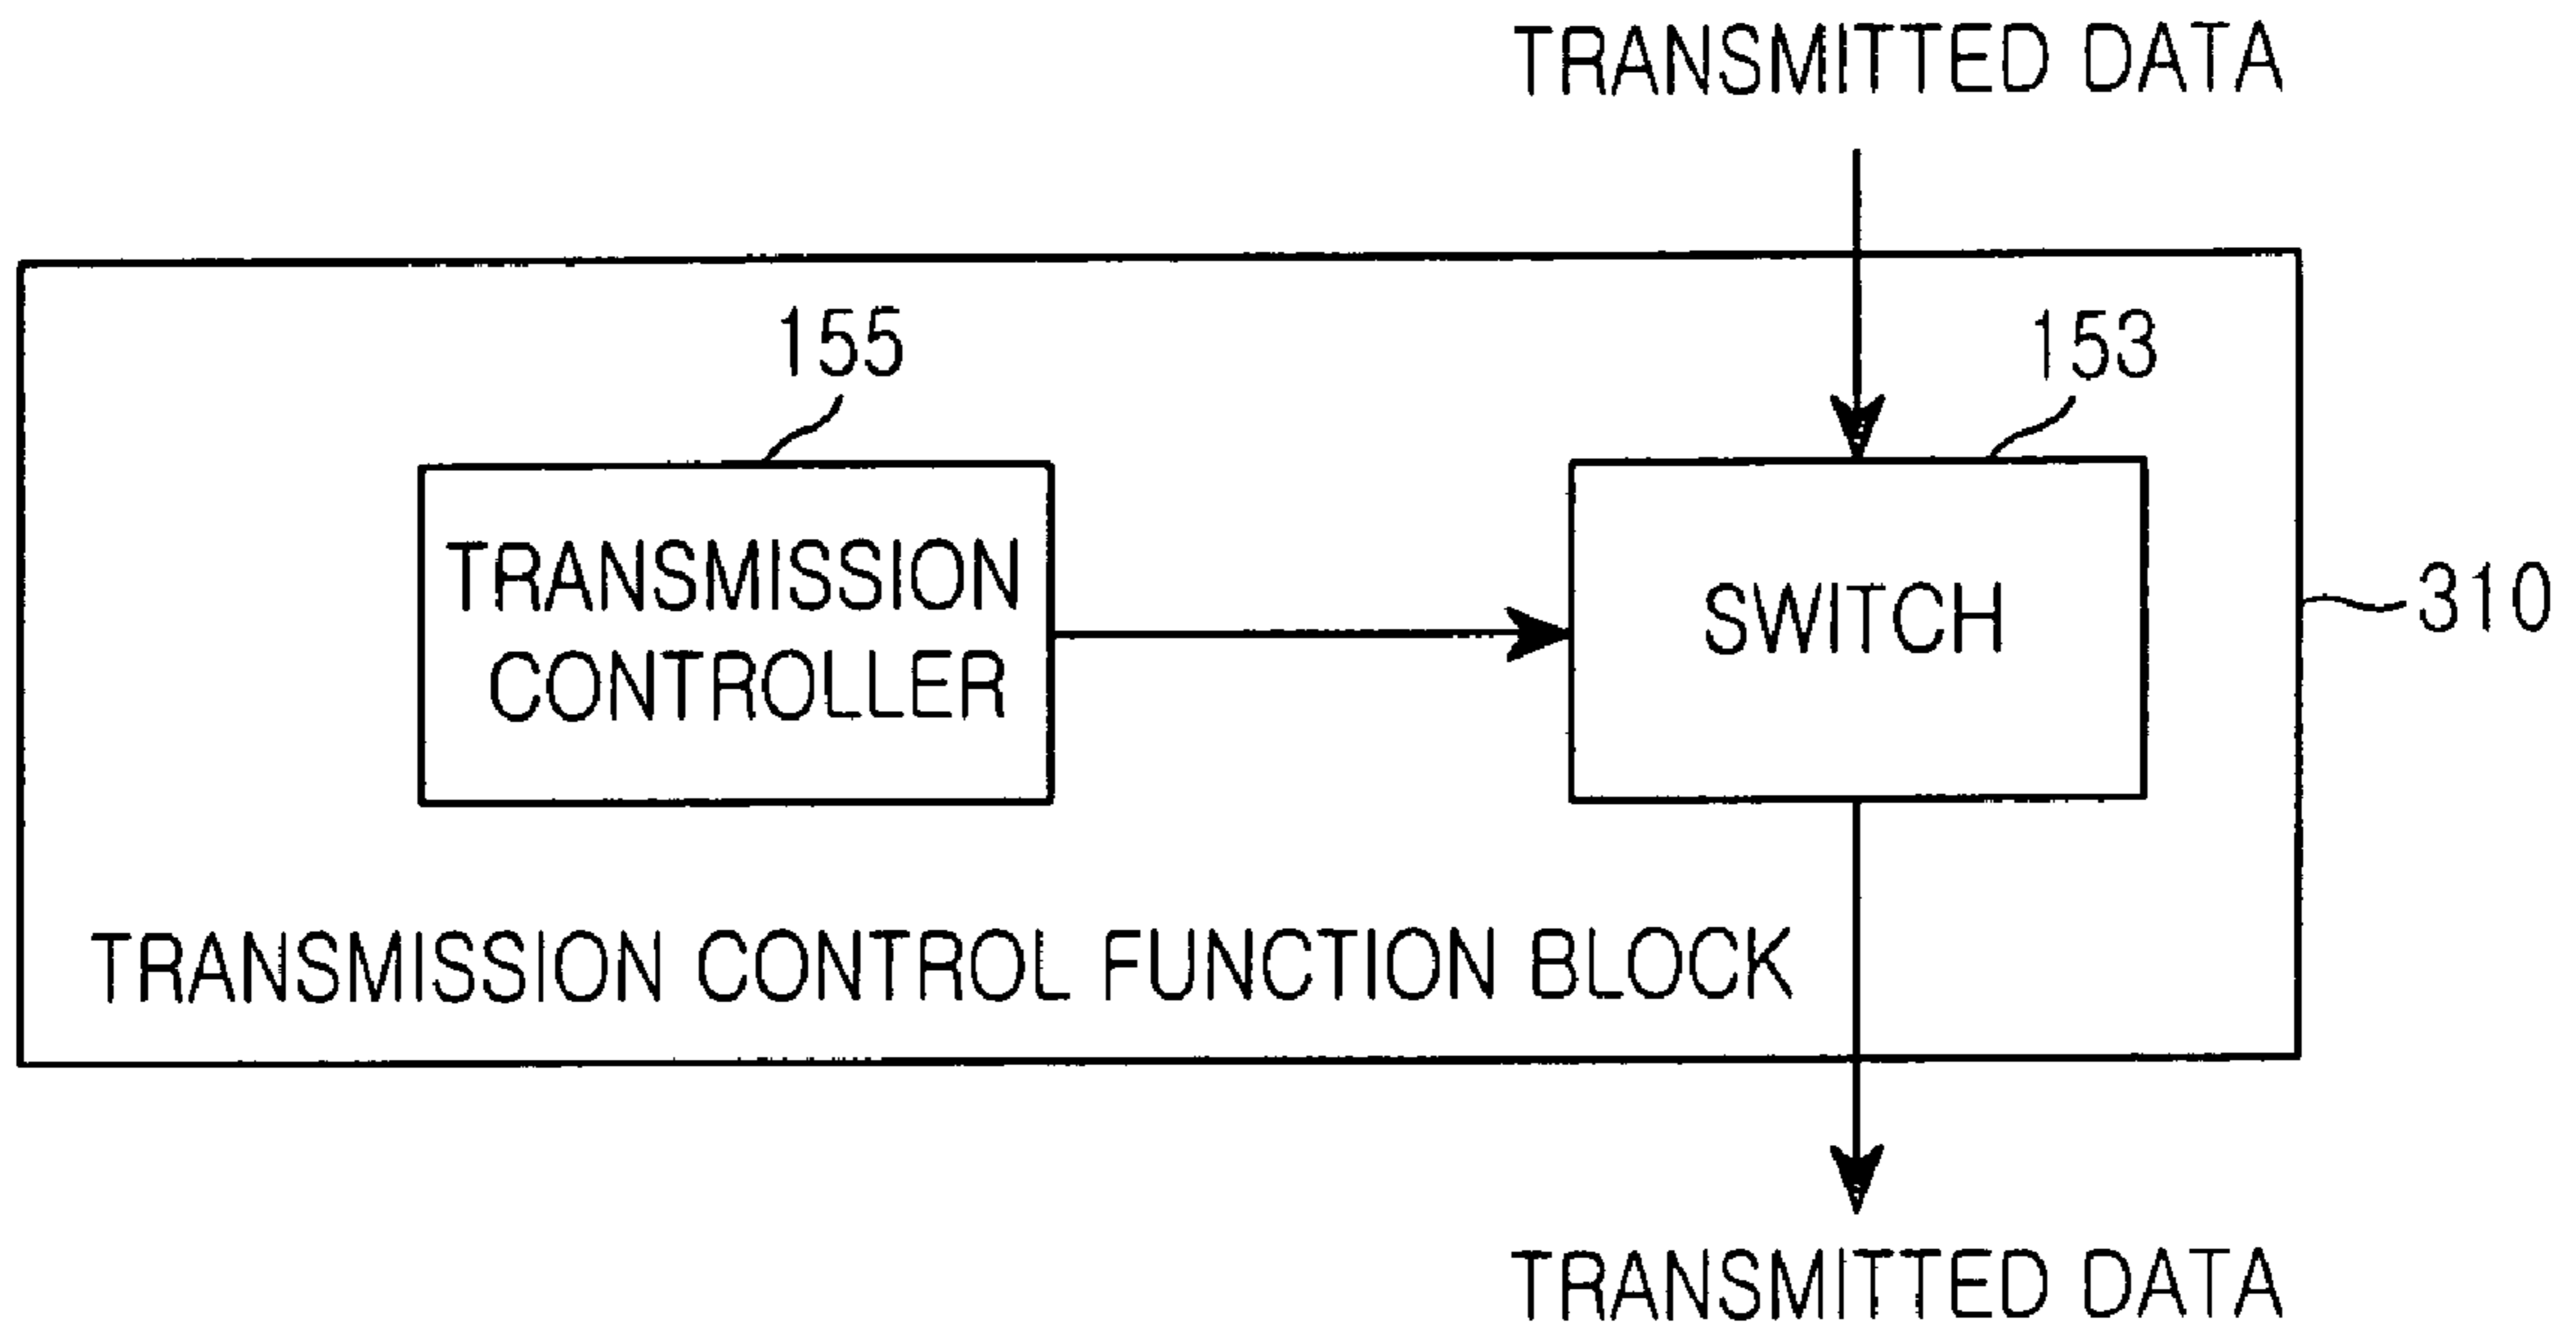 TRANSMITTED DATA
155
153
TRANSMISSION
CONTROLLER
SWITCH
310
TRANSMISSION CONTROL FUNCTION BLOCK
TRANSMITTED DATA